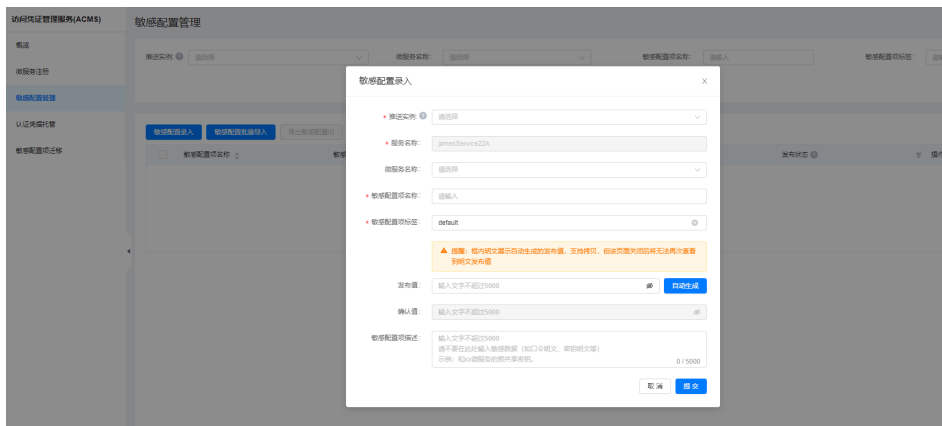 访问凭证管理服务(ACMS)
敏感配置管理
概览
微服务注册
敏感配置管理
认证凭据托管
敏感配置项迁移
推送实例: 请选择
微服务名称: 请选择
敏感配置项名称: 请输入
敏感配置项标签:
敏感配置录入
敏感配置批量导入
导出敏感配置ID
敏感配置项名称
发布状态
敏感配置录入
* 推送实例: 请选择
* 服务名称: jamesService23A
微服务名称: 请选择
* 敏感配置项名称: 请输入
* 敏感配置项标签: default
提醒：框内明文展示自动生成的发布值，支持拷贝，但该页面关闭后将无法再次查看
到明文发布值
发布值: 输入文字不超过5000
自动生成
确认值: 输入文字不超过5000
敏感配置项描述: 输入文字不超过5000
请不要在此处输入敏感数据（如口令明文、密钥明文等）
示例：和cc微服务的预共享密钥。
0 / 5000
取 消
提 交